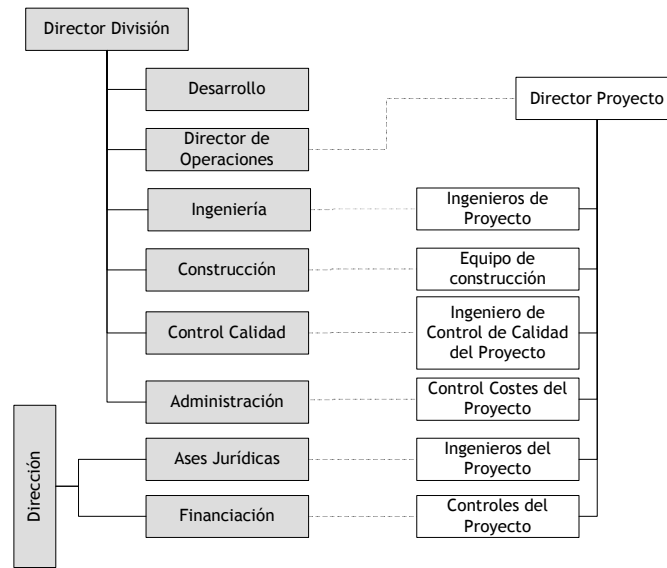 Director División
Desarrollo
Director Proyecto
Director de
Operaciones
Ingeniería
Ingenieros de
Proyecto
Construcción
Equipo de
construcción
Control Calidad
Ingeniero de
Control de Calidad
del Proyecto
Administración
Control Costes del
Proyecto
Dirección
Ases Jurídicas
Ingenieros del
Proyecto
Financiación
Controles del
Proyecto